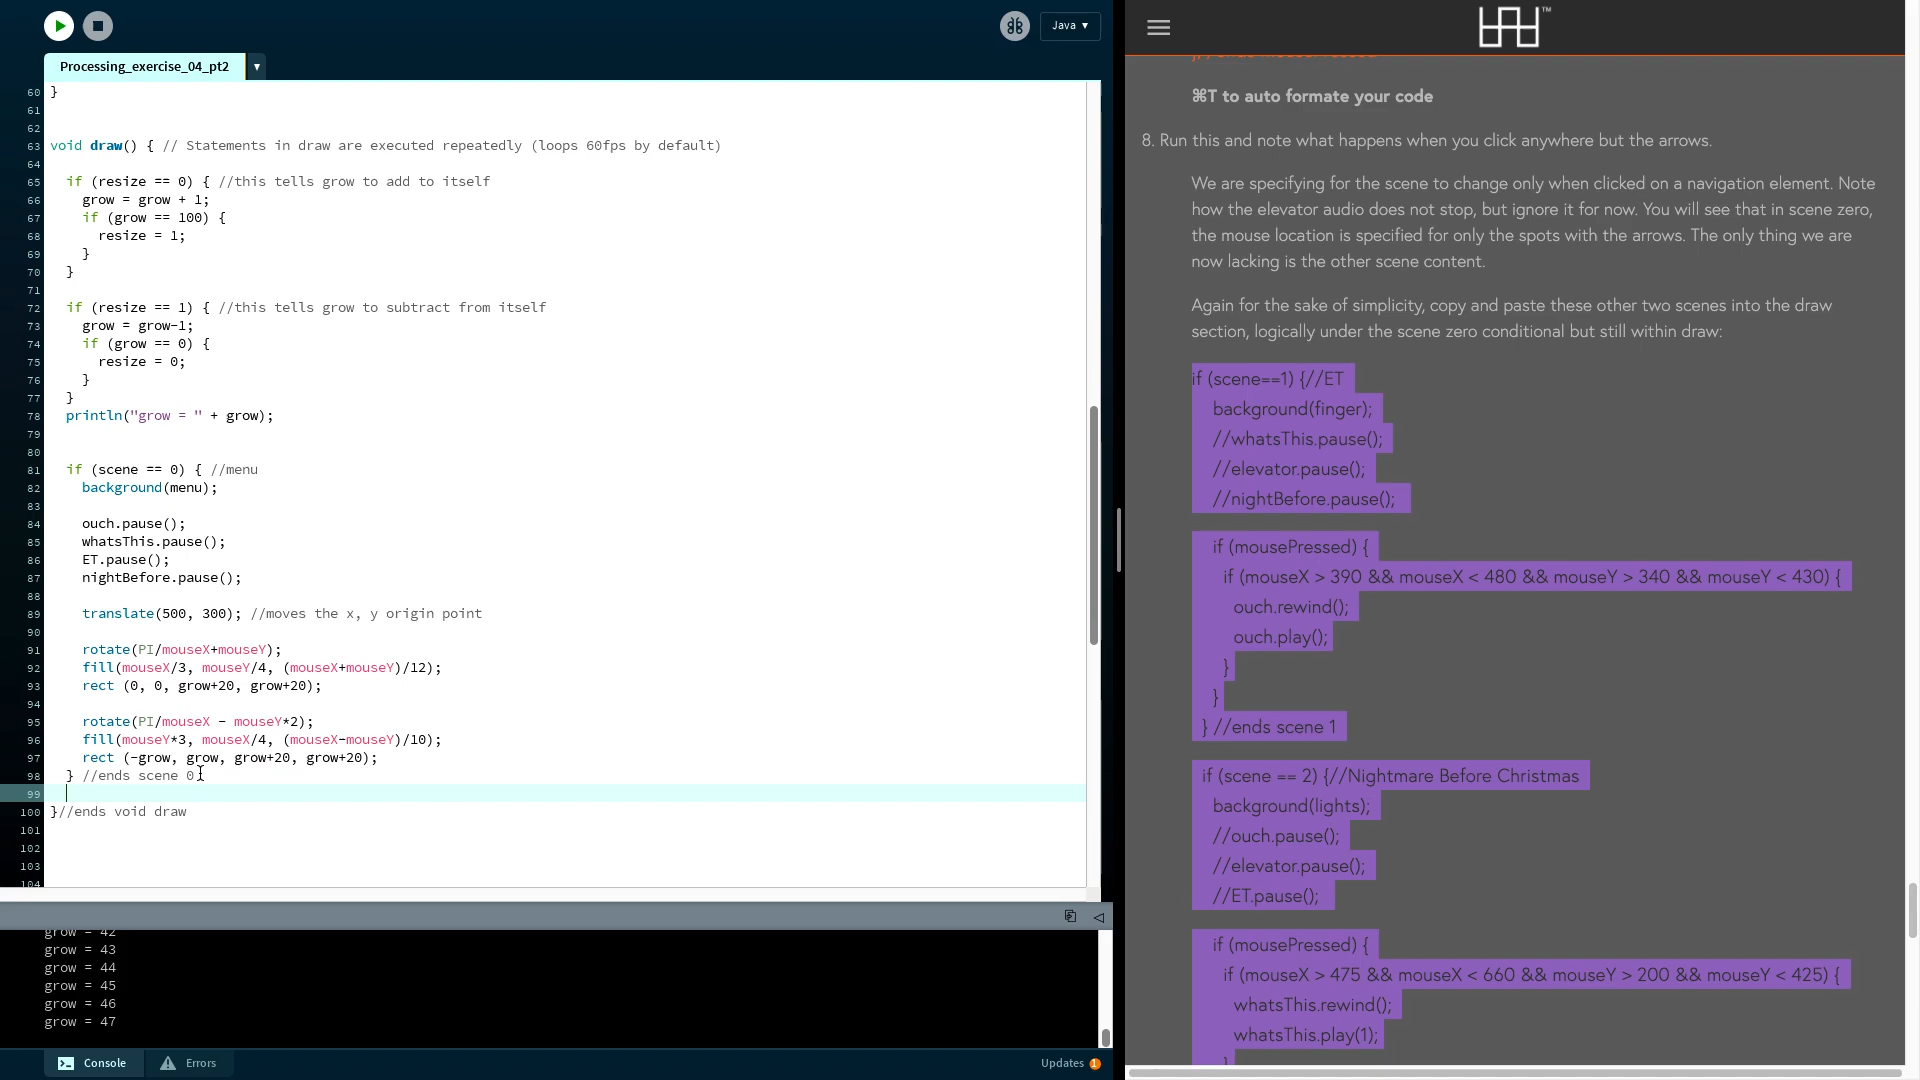 Java ▾
Processing_exercise_04_pt2 ▾
60 }
61
62
63 void draw() { // Statements in draw are executed repeatedly (loops 60fps by default)
64
65 if (resize == 0) { //this tells grow to add to itself
66 grow = grow + 1;
67 if (grow == 100) {
68 resize = 1;
69 }
70 }
71
72 if (resize == 1) { //this tells grow to subtract from itself
73 grow = grow-1;
74 if (grow == 0) {
75 resize = 0;
76 }
77 }
78 println("grow = " + grow);
79
80
81 if (scene == 0) { //menu
82 background(menu);
83
84 ouch.pause();
85 whatsThis.pause();
86 ET.pause();
87 nightBefore.pause();
88
89 translate(500, 300); //moves the x, y origin point
90
91 rotate(PI/mouseX+mouseY);
92 fill(mouseX/3, mouseY/4, (mouseX+mouseY)/12);
93 rect (0, 0, grow+20, grow+20);
94
95 rotate(PI/mouseX - mouseY*2);
96 fill(mouseY*3, mouseX/4, (mouseX-mouseY)/10);
97 rect (-grow, grow, grow+20, grow+20);
98 } //ends scene 0
99
100 }//ends void draw
101
102
103
104
grow = 42
grow = 43
grow = 44
grow = 45
grow = 46
grow = 47
Console
Errors
Updates 1
™
⌘T to auto formate your code
8. Run this and note what happens when you click anywhere but the arrows.
We are specifying for the scene to change only when clicked on a navigation element. Note
how the elevator audio does not stop, but ignore it for now. You will see that in scene zero,
the mouse location is specified for only the spots with the arrows. The only thing we are
now lacking is the other scene content.
Again for the sake of simplicity, copy and paste these other two scenes into the draw
section, logically under the scene zero conditional but still within draw:
if (scene==1) {//ET
background(finger);
//whatsThis.pause();
//elevator.pause();
//nightBefore.pause();
if (mousePressed) {
if (mouseX > 390 && mouseX < 480 && mouseY > 340 && mouseY < 430) {
ouch.rewind();
ouch.play();
}
}
} //ends scene 1
if (scene == 2) {//Nightmare Before Christmas
background(lights);
//ouch.pause();
//elevator.pause();
//ET.pause();
if (mousePressed) {
if (mouseX > 475 && mouseX < 660 && mouseY > 200 && mouseY < 425) {
whatsThis.rewind();
whatsThis.play(1);
}